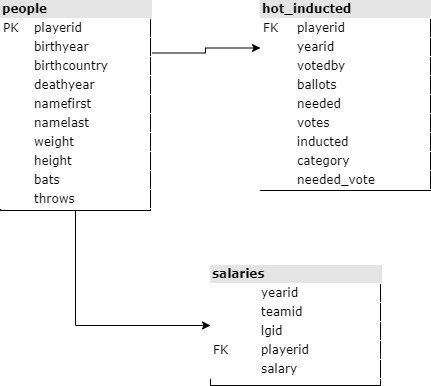 people
PK playerid
birthyear
birthcountry
deathyear
namefirst
namelast
weight
height
bats
throws
hot_inducted
FK playerid
yearid
votedby
ballots
needed
votes
inducted
category
needed_vote
salaries
yearid
teamid
lgid
FK playerid
salary